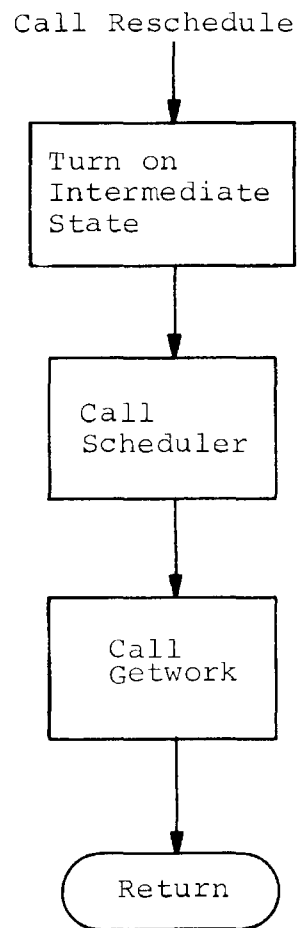 Call Reschedule
Turn on
Intermediate
State
Call
Scheduler
Call
Getwork
Return